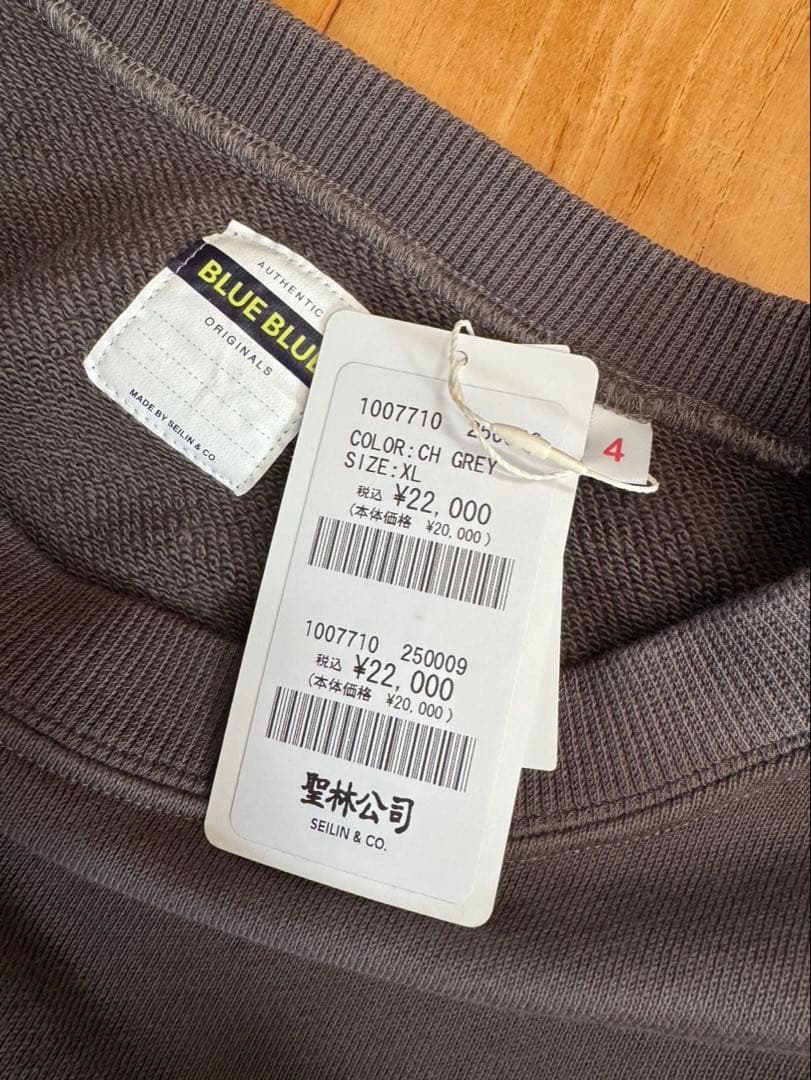 AUTHENTIC
BLUE BLUE
ORIGINALS
MADE BY SEILIN & CO.
4
1007710
COLOR:CH GREY
SIZE:XL
税込 ¥22,000
(本体価格 ¥20,000)
1007710 250009
税込 ¥22,000
(本体価格 ¥20,000)
聖林公司
SEILIN & CO.